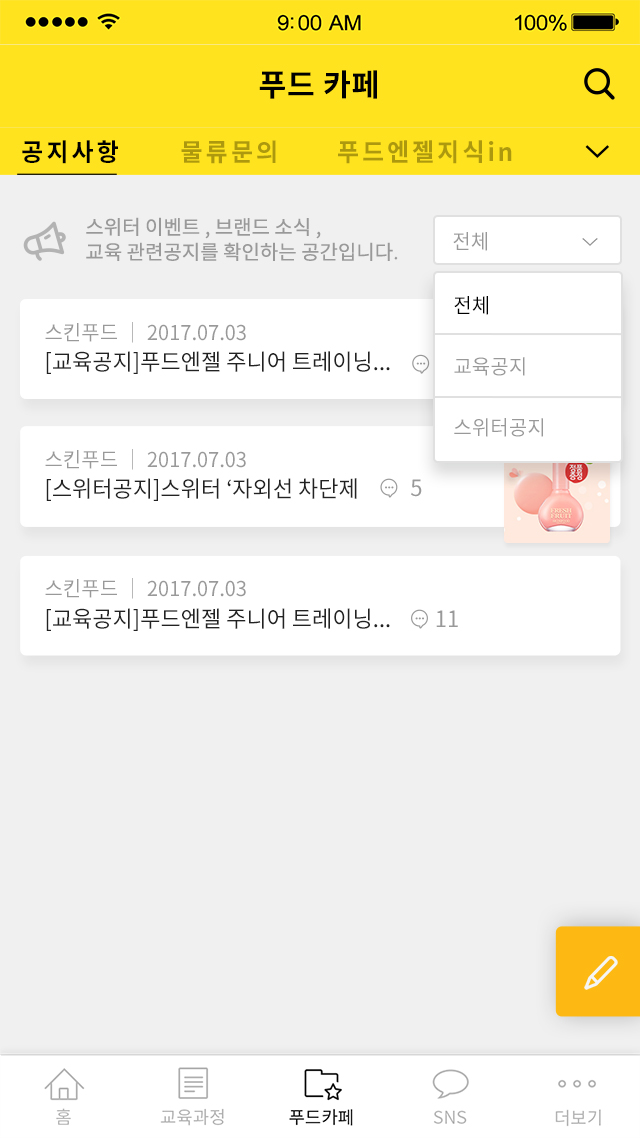 9:00 AM
100%
푸드 카페
공지사항
물류문의
푸드엔젤지식in
스위터 이벤트 , 브랜드 소식 ,
교육 관련공지를 확인하는 공간입니다.
전체
전체
교육공지
스위터공지
스킨푸드 | 2017.07.03
[교육공지]푸드엔젤 주니어 트레이닝...
스킨푸드 | 2017.07.03
[스위터공지]스위터 ‘자외선 차단제
5
정품
증정
FRESH
FRUIT
스킨푸드 | 2017.07.03
[교육공지]푸드엔젤 주니어 트레이닝...
11
홈
교육과정
푸드카페
SNS
더보기